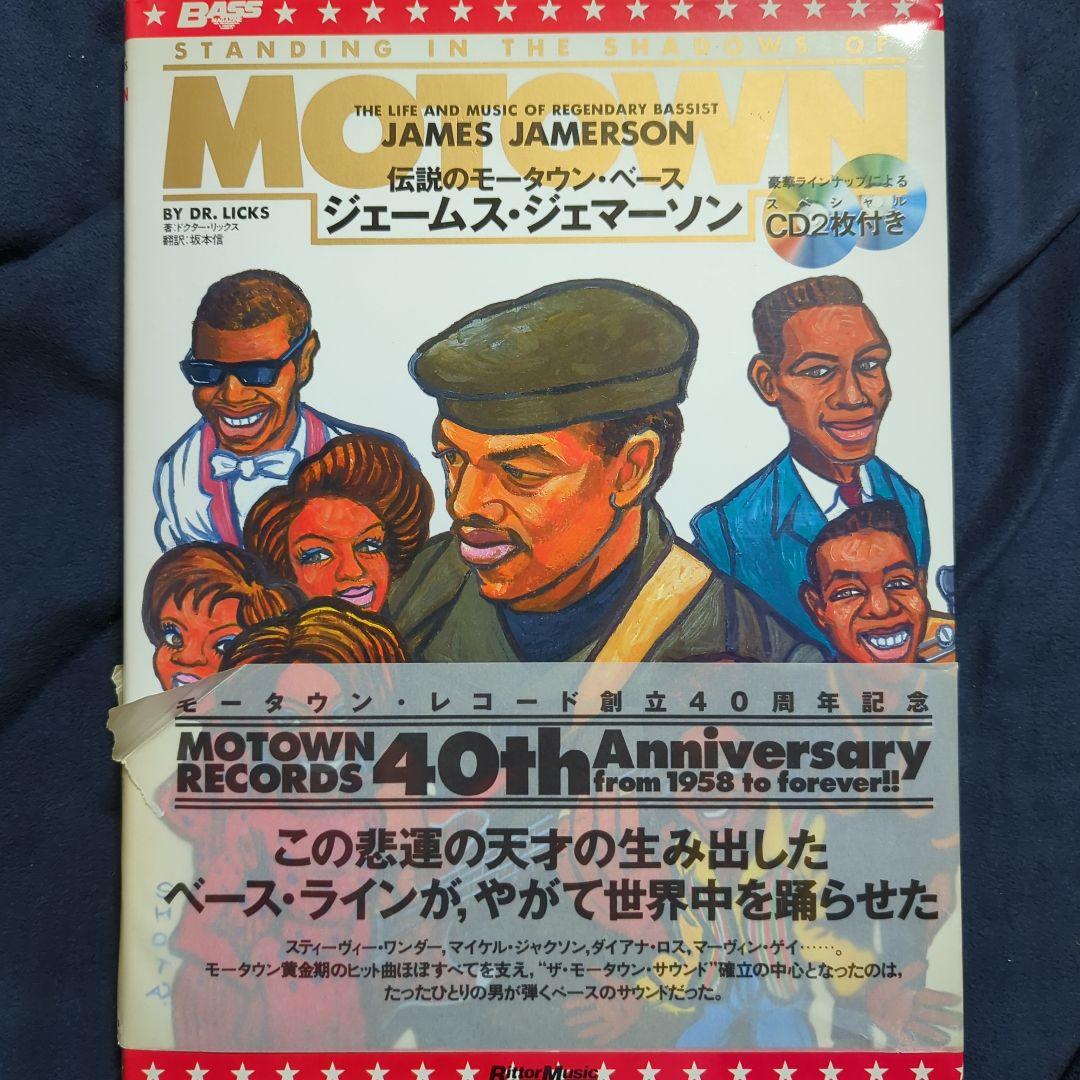 BASS
MAGAZINE
STANDING IN THE SHADOWS OF
MOTOWN
THE LIFE AND MUSIC OF REGENDARY BASSIST
JAMES JAMERSON
伝説のモータウン・ベース
ジェームス・ジェマーソン
BY DR. LICKS
著:ドクター・リックス
翻訳:坂本信
豪華ラインナップによる
スペシャル
CD2枚付き
モータウン・レコード創立40周年記念
MOTOWN RECORDS 40th Anniversary
from 1958 to forever!!
この悲運の天才の生み出した
ベース・ラインが,やがて世界中を踊らせた
スティーヴィー・ワンダー,マイケル・ジャクソン,ダイアナ・ロス,マーヴィン・ゲイ……。
モータウン黄金期のヒット曲ほぼすべてを支え,“ザ・モータウン・サウンド”確立の中心となったのは,
たったひとりの男が弾くベースのサウンドだった。
RittorMusic